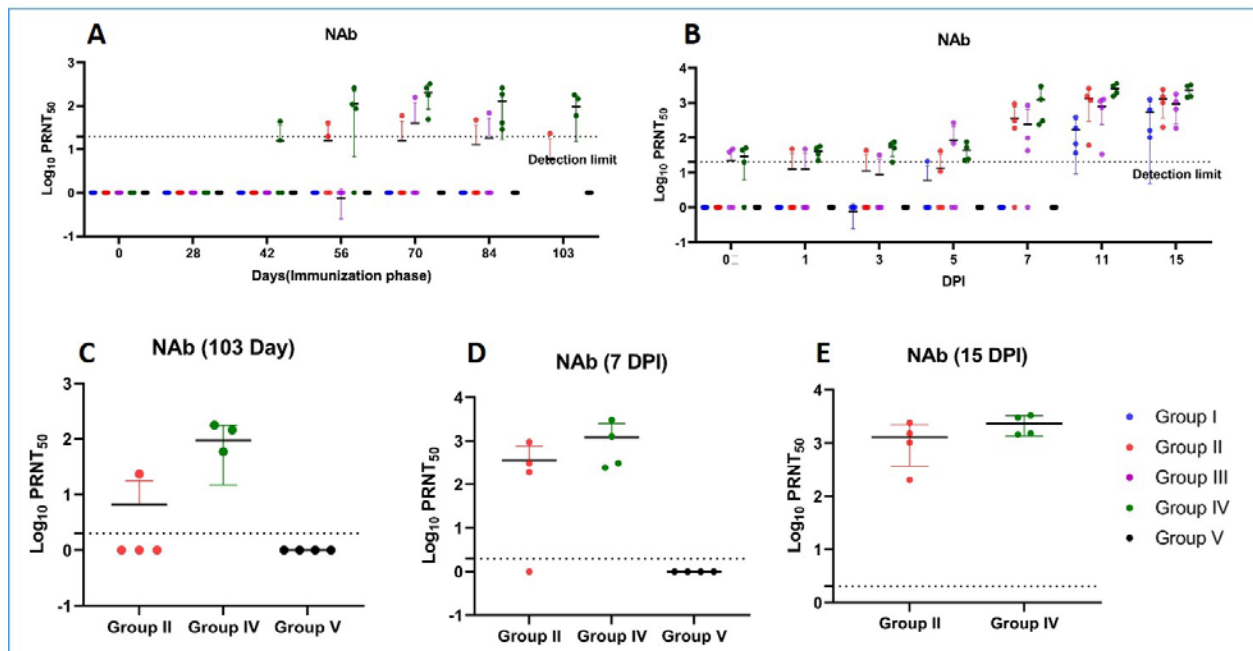 A
NAb
Log10 PRNT50
3
2
1
0
-1
Detection limit
0 28 42 56 70 84 103
Days(Immunization phase)
B
NAb
Log10 PRNT50
4
3
2
1
0
-1
Detection limit
0 1 3 5 7 11 15
DPI
C
NAb (103 Day)
Log10 PRNT50
3
2
1
0
-1
Group II Group IV Group V
D
NAb (7 DPI)
Log10 PRNT50
4
3
2
1
0
-1
Group II Group IV Group V
E
NAb (15 DPI)
Log10 PRNT50
4
3
2
1
0
Group II Group IV
Group I
Group II
Group III
Group IV
Group V